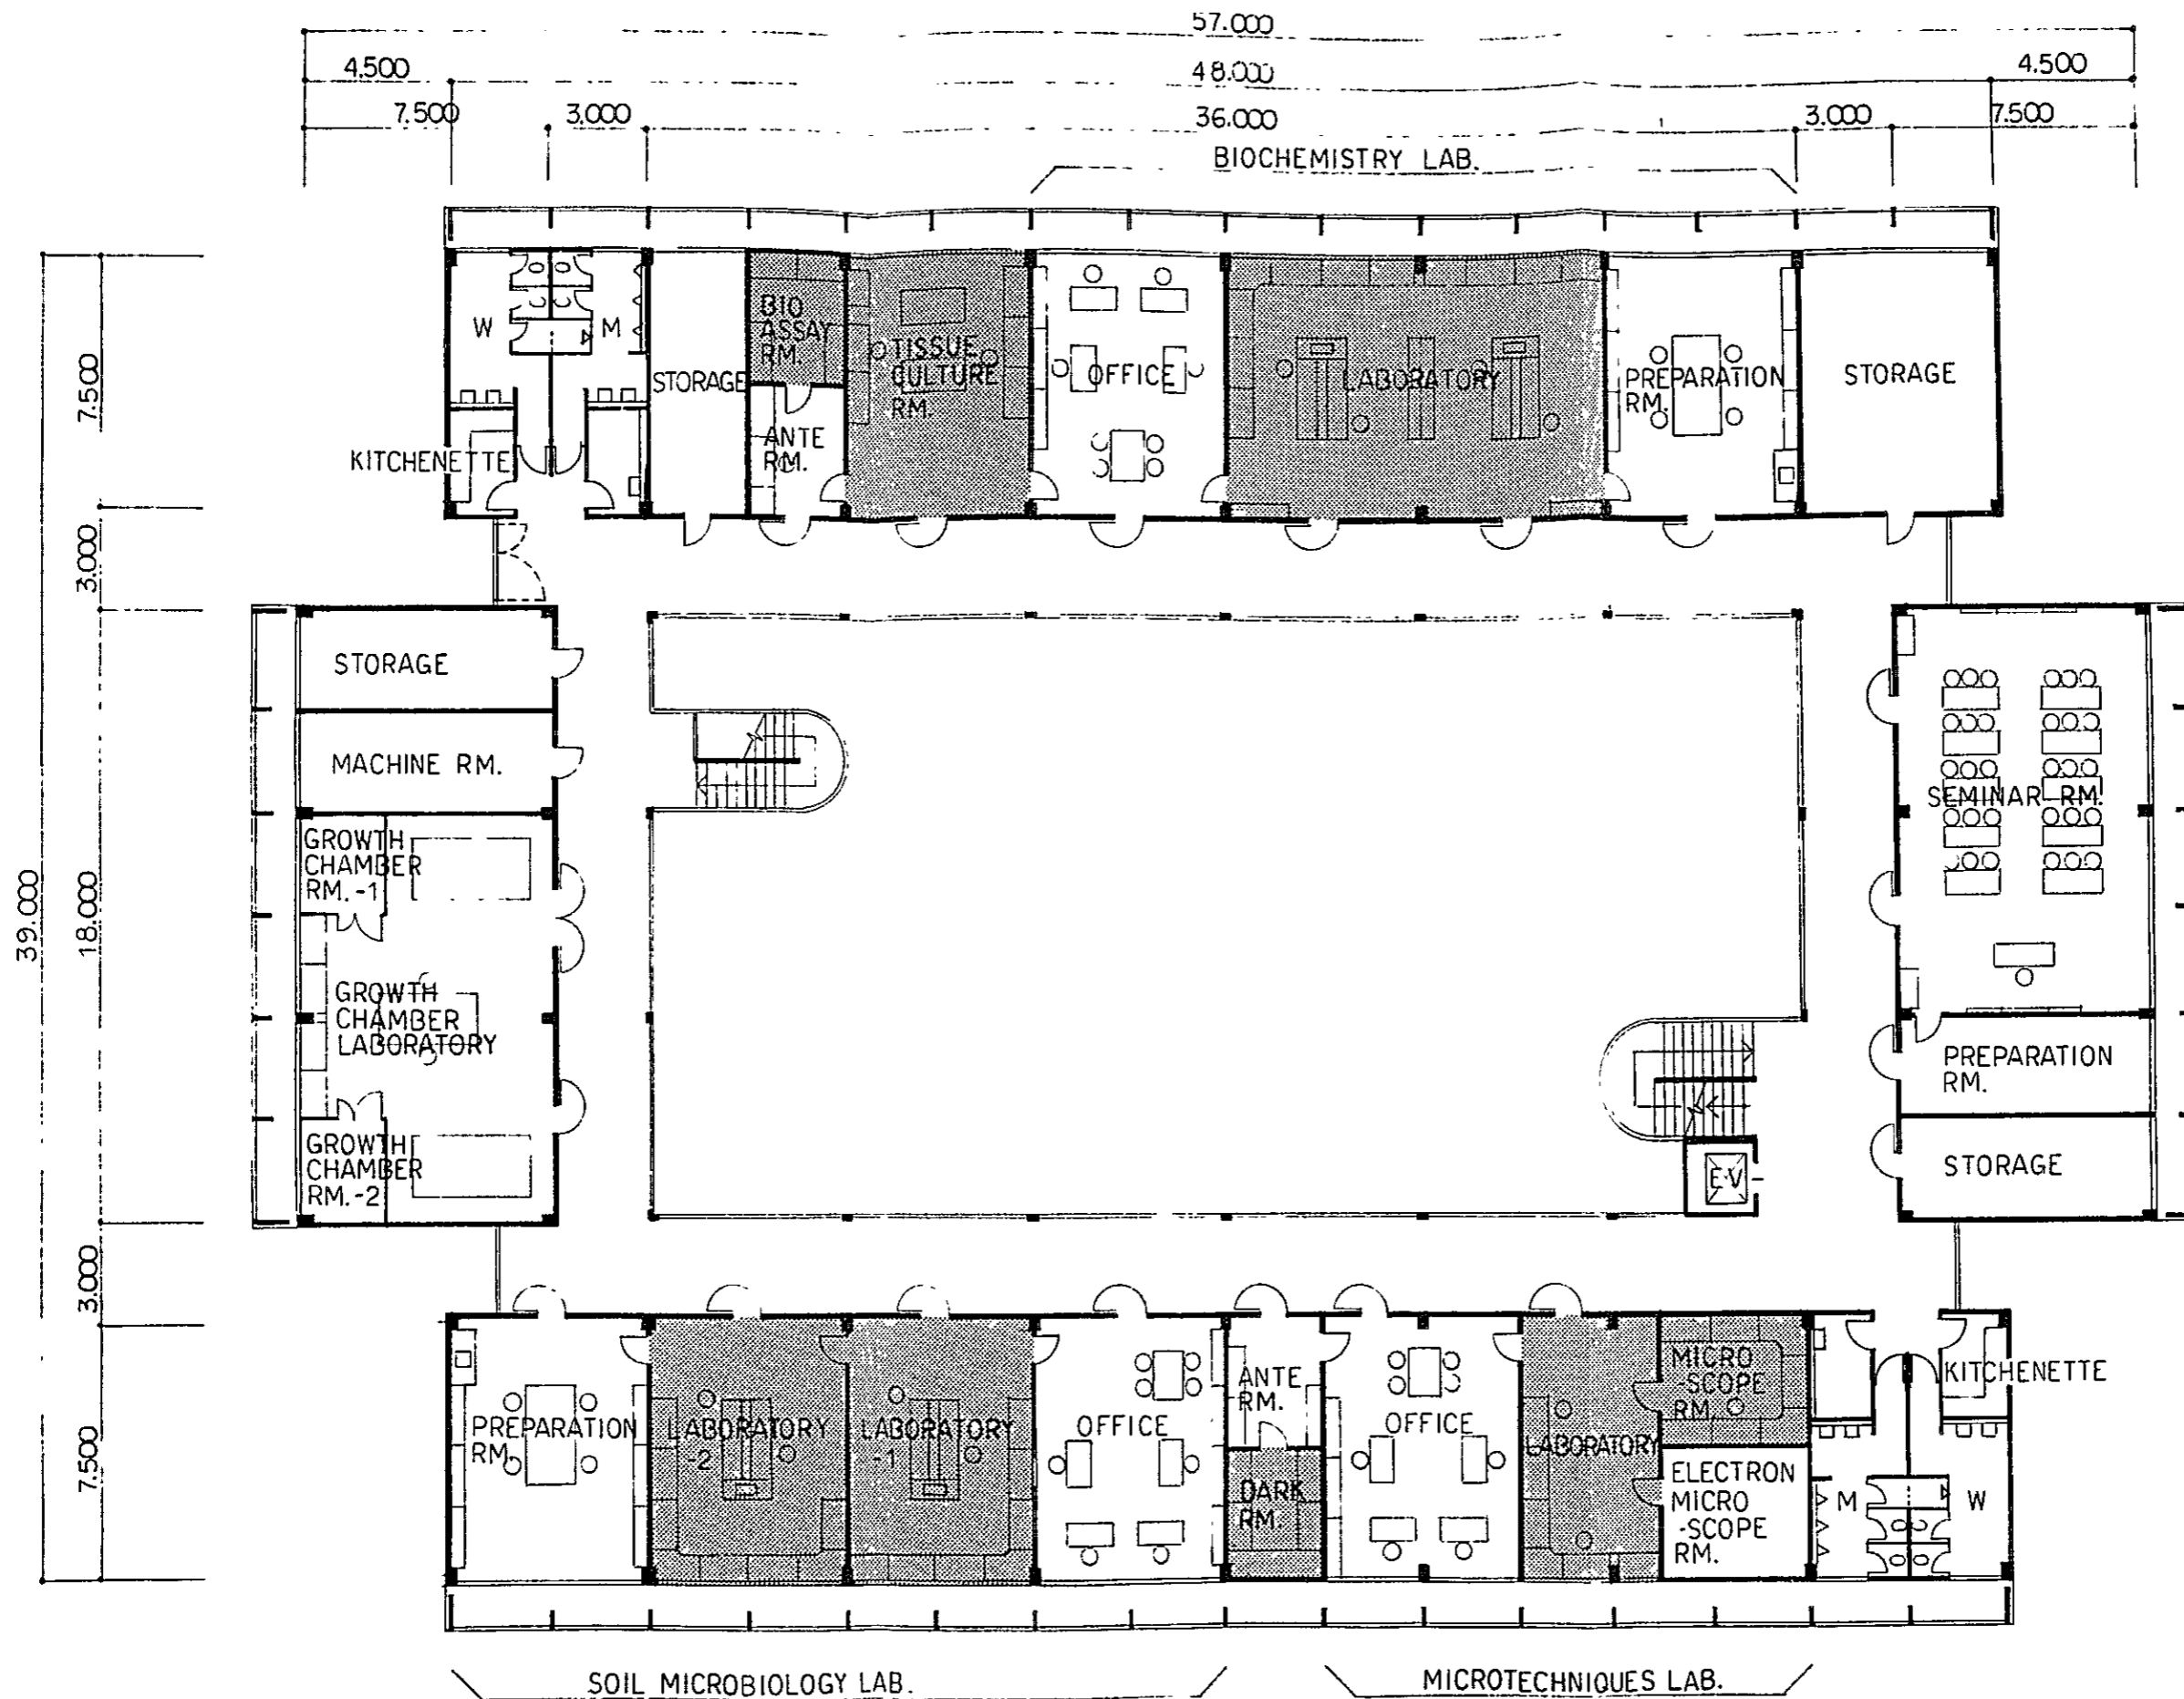 57.000
4.500
48.000
4.500
7.500
3.000
36.000
3.000
7.500
BIOCHEMISTRY LAB.
W
M
STORAGE
BIO
ASSAY
RM.
ANTE
RM.
TISSUE
CULTURE
RM.
OFFICE
LABORATORY
PREPARATION
RM.
STORAGE
KITCHENETTE
7.500
3.000
18.000
39.000
3.000
7.500
STORAGE
MACHINE RM.
GROWTH
CHAMBER
RM.-1
GROWTH
CHAMBER
LABORATORY
GROWTH
CHAMBER
RM.-2
SEMINAR RM.
PREPARATION
RM.
STORAGE
EV
PREPARATION
RM.
LABORATORY
-2
LABORATORY
-1
OFFICE
ANTE
RM.
DARK
RM.
OFFICE
LABORATORY
MICRO
-SCOPE
RM.
ELECTRON
MICRO
-SCOPE
RM.
KITCHENETTE
M
W
SOIL MICROBIOLOGY LAB.
MICROTECHNIQUES LAB.